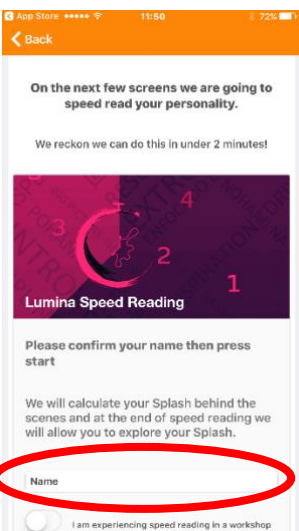 App Store 11:50 72%
Back
On the next few screens we are going to
speed read your personality.
We reckon we can do this in under 2 minutes!
4
3
2
1
Lumina Speed Reading
Please confirm your name then press
start
We will calculate your Splash behind the
scenes and at the end of speed reading we
will allow you to explore your Splash.
Name
I am experiencing speed reading in a workshop